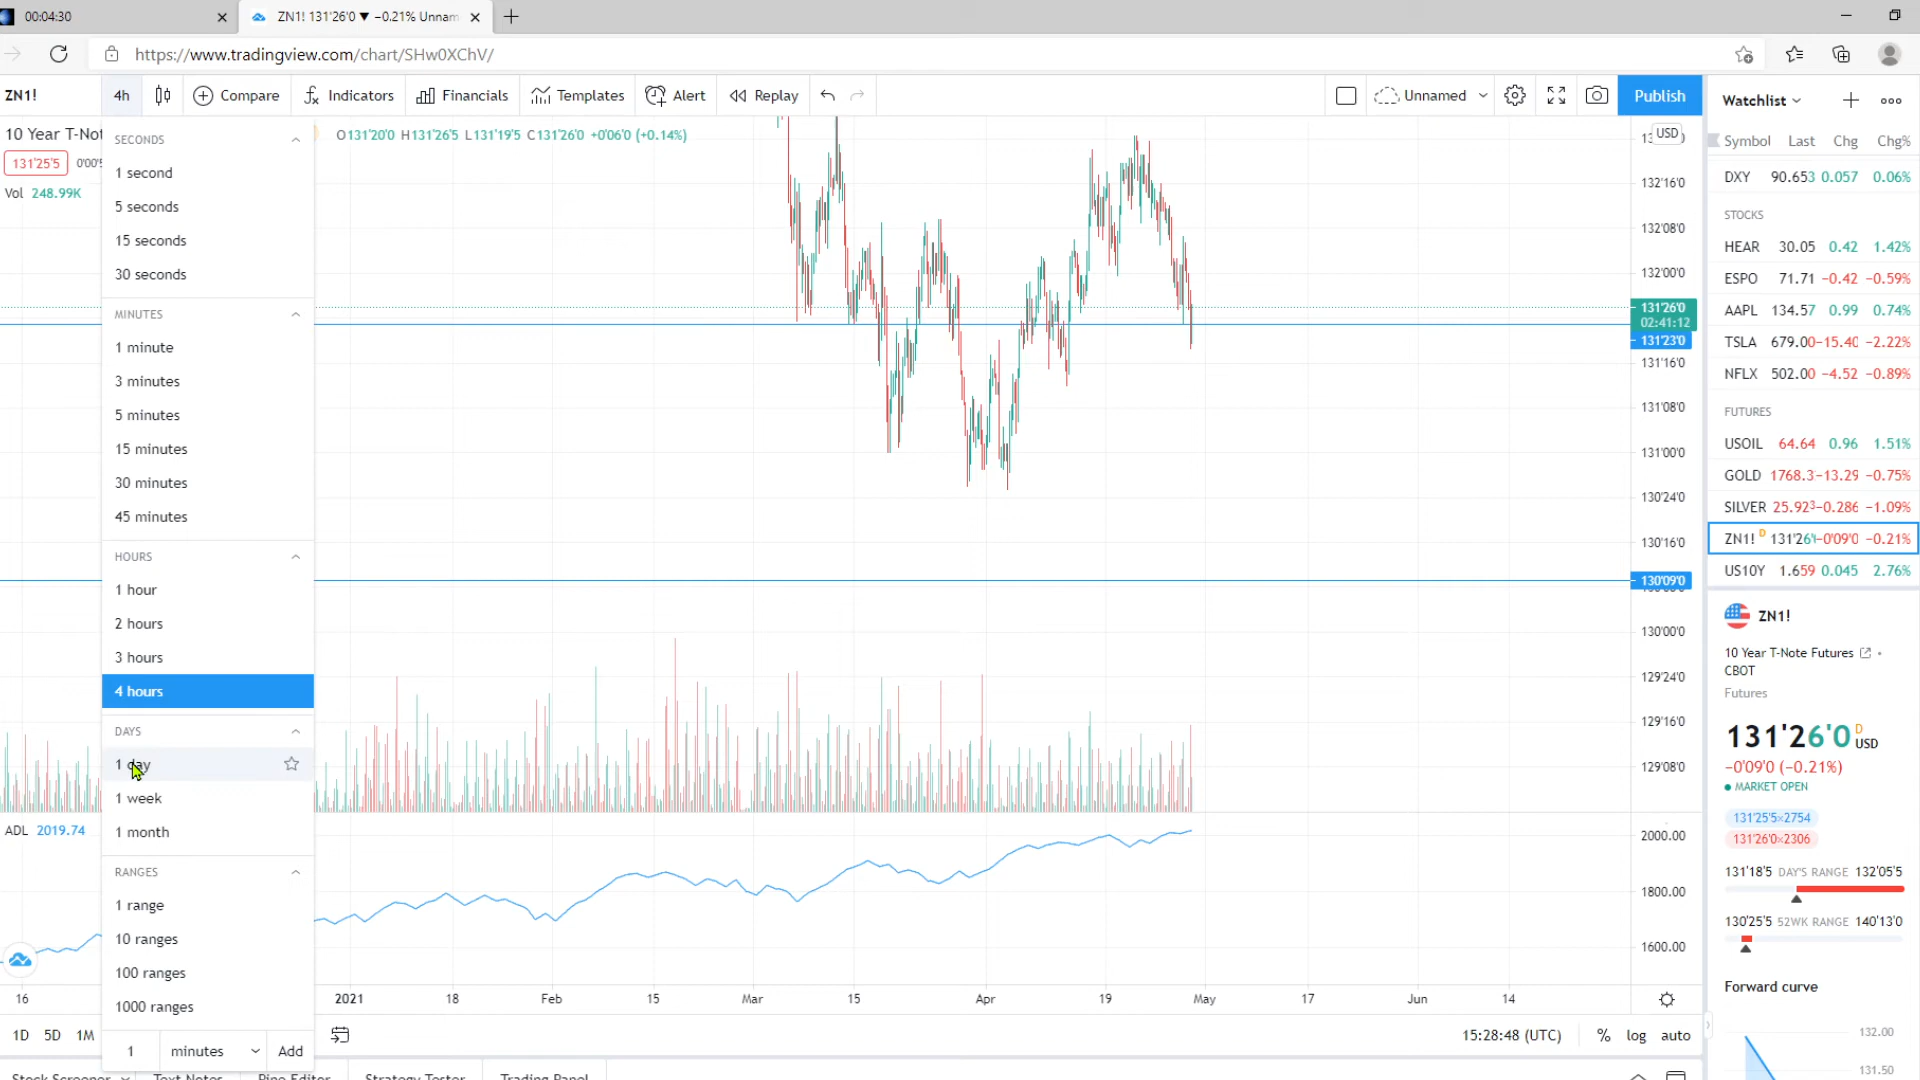 00:04:30
ZN1! 131'26'0 ▼ −0.21% Unnam
https://www.tradingview.com/chart/SHw0XChV/
ZN1!
4h
Compare
Indicators
Financials
Templates
Alert
Replay
Unnamed
Publish
Watchlist
10 Year T-Not
O131'20'0 H131'26'5 L131'19'5 C131'26'0 +0'06'0 (+0.14%)
USD
131'25'5
0'00'5
Vol 248.99K
SECONDS
1 second
5 seconds
15 seconds
30 seconds
MINUTES
1 minute
3 minutes
5 minutes
15 minutes
30 minutes
45 minutes
HOURS
1 hour
2 hours
3 hours
4 hours
DAYS
1 day
1 week
1 month
RANGES
1 range
10 ranges
100 ranges
1000 ranges
1 minutes Add
ADL 2019.74
132'16'0
132'08'0
132'00'0
131'26'0
02:41:12
131'23'0
131'16'0
131'08'0
131'00'0
130'24'0
130'16'0
130'09'0
130'00'0
129'24'0
129'16'0
129'08'0
2000.00
1800.00
1600.00
16 2021 18 Feb 15 Mar 15 Apr 19 May 17 Jun 14
1D 5D 1M
15:28:48 (UTC) % log auto
Stock Screener Text Notes Pine Editor Strategy Tester Trading Panel
Symbol Last Chg Chg%
DXY 90.653 0.057 0.06%
STOCKS
HEAR 30.05 0.42 1.42%
ESPO 71.71 −0.42 −0.59%
AAPL 134.57 0.99 0.74%
TSLA 679.00 −15.40 −2.22%
NFLX 502.00 −4.52 −0.89%
FUTURES
USOIL 64.64 0.96 1.51%
GOLD 1768.3 −13.29 −0.75%
SILVER 25.923 −0.286 −1.09%
ZN1! D 131'26' −0'09'0 −0.21%
US10Y 1.659 0.045 2.76%
ZN1!
10 Year T-Note Futures •
CBOT
Futures
131'26'0 D USD
−0'09'0 (−0.21%)
MARKET OPEN
131'25'5×2754
131'26'0×2306
131'18'5 DAY'S RANGE 132'05'5
130'25'5 52WK RANGE 140'13'0
Forward curve
132.00
131.50